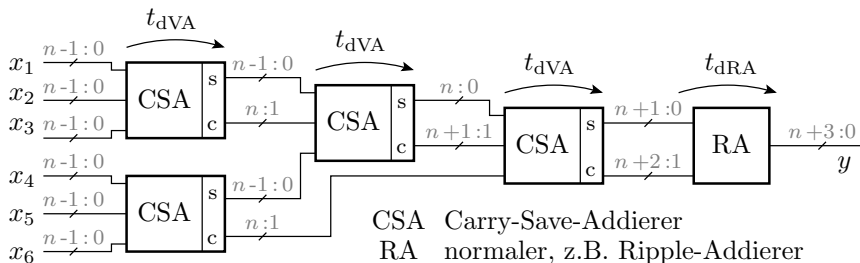 t_dVA
t_dVA
t_dVA
t_dRA
x_1 n-1:0
x_2 n-1:0
x_3 n-1:0
CSA s c
n-1:0
n:1
CSA s c
n:0
n+1:1
CSA s c
n+1:0
n+2:1
RA
n+3:0
y
x_4 n-1:0
x_5 n-1:0
x_6 n-1:0
CSA s c
n-1:0
n:1
CSA Carry-Save-Addierer
RA normaler, z.B. Ripple-Addierer